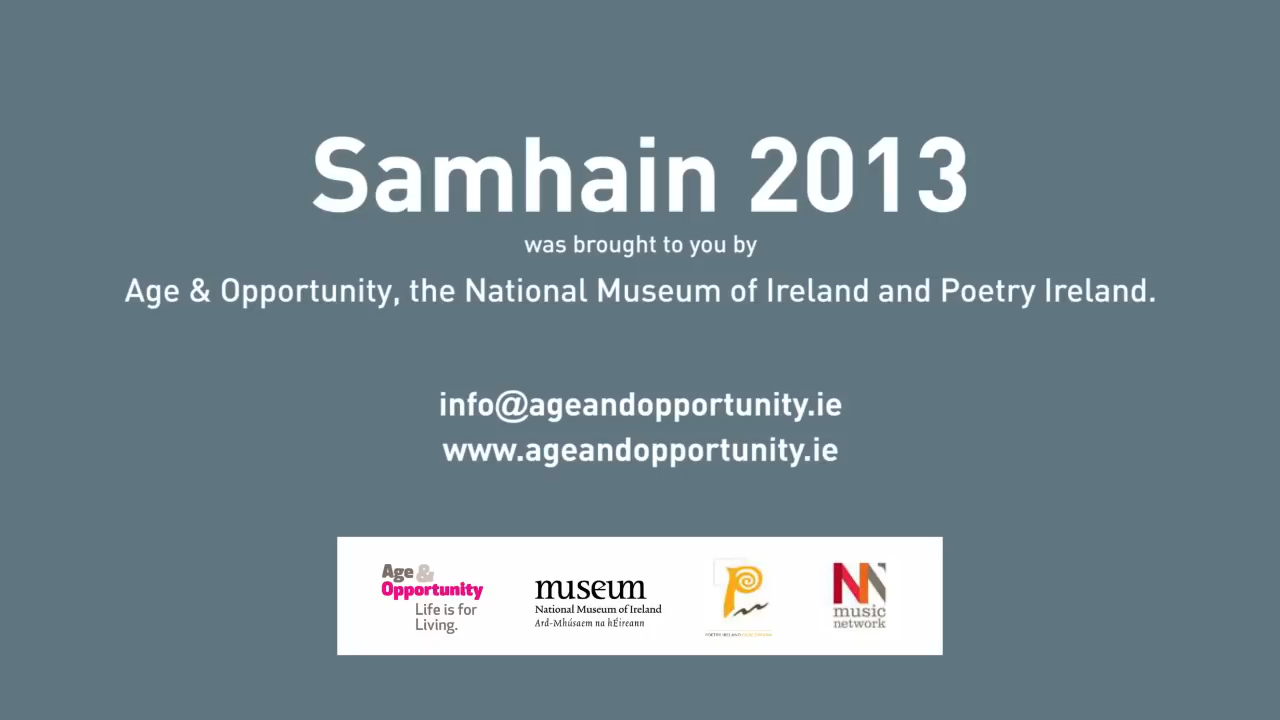 Samhain 2013
was brought to you by
Age & Opportunity, the National Museum of Ireland and Poetry Ireland.
info@ageandopportunity.ie
www.ageandopportunity.ie
Age &
Opportunity
Life is for
Living.
museum
National Museum of Ireland
Ard-Mhúsaem na hÉireann
POETRY IRELAND
music
network